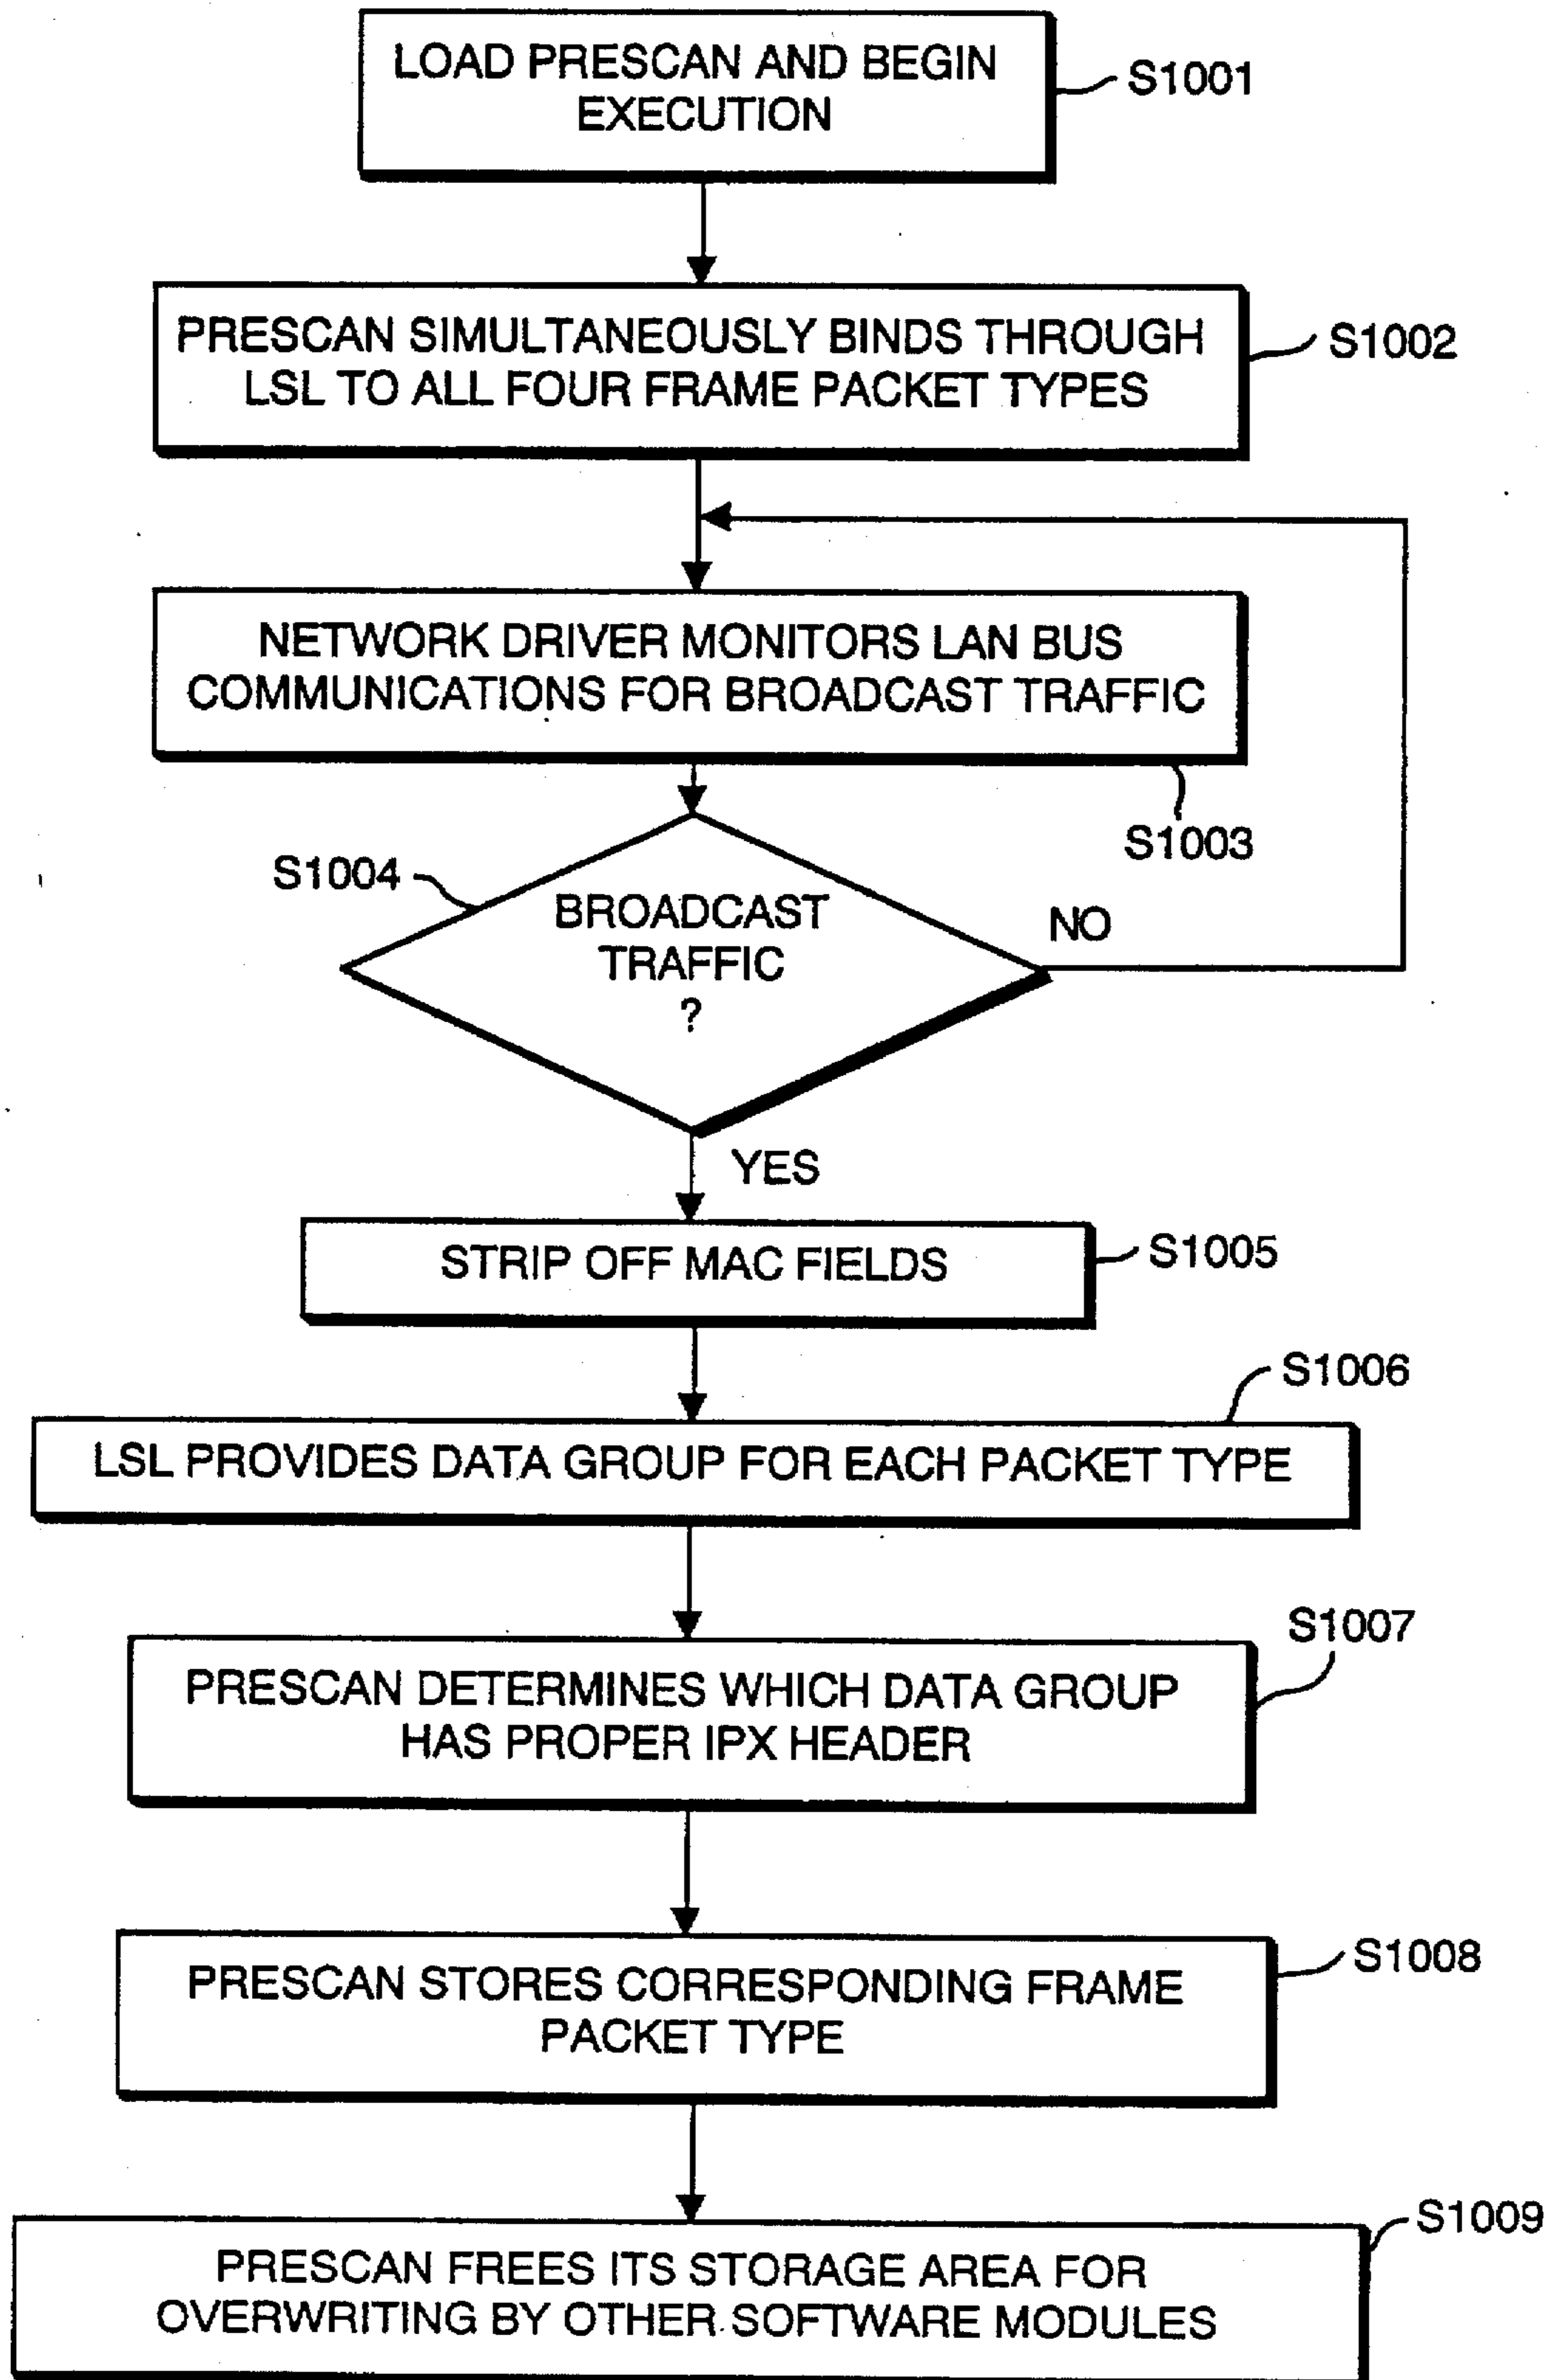 LOAD PRESCAN AND BEGIN
EXECUTION
S1001
PRESCAN SIMULTANEOUSLY BINDS THROUGH
LSL TO ALL FOUR FRAME PACKET TYPES
S1002
NETWORK DRIVER MONITORS LAN BUS
COMMUNICATIONS FOR BROADCAST TRAFFIC
S1003
S1004
BROADCAST
TRAFFIC
?
NO
YES
STRIP OFF MAC FIELDS
S1005
S1006
LSL PROVIDES DATA GROUP FOR EACH PACKET TYPE
S1007
PRESCAN DETERMINES WHICH DATA GROUP
HAS PROPER IPX HEADER
PRESCAN STORES CORRESPONDING FRAME
PACKET TYPE
S1008
S1009
PRESCAN FREES ITS STORAGE AREA FOR
OVERWRITING BY OTHER SOFTWARE MODULES